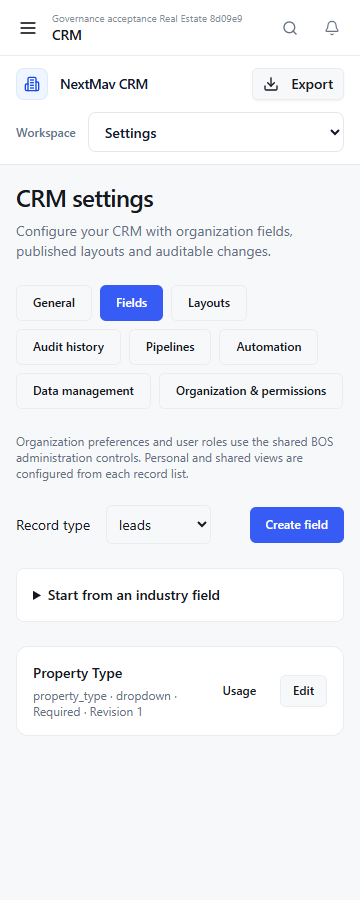 Governance acceptance Real Estate 8d09e9
CRM
NextMav CRM
Export
Workspace
Settings
CRM settings
Configure your CRM with organization fields,
published layouts and auditable changes.
General
Fields
Layouts
Audit history
Pipelines
Automation
Data management
Organization & permissions
Organization preferences and user roles use the shared BOS
administration controls. Personal and shared views are
configured from each record list.
Record type
leads
Create field
Start from an industry field
Property Type
property_type · dropdown ·
Required · Revision 1
Usage
Edit